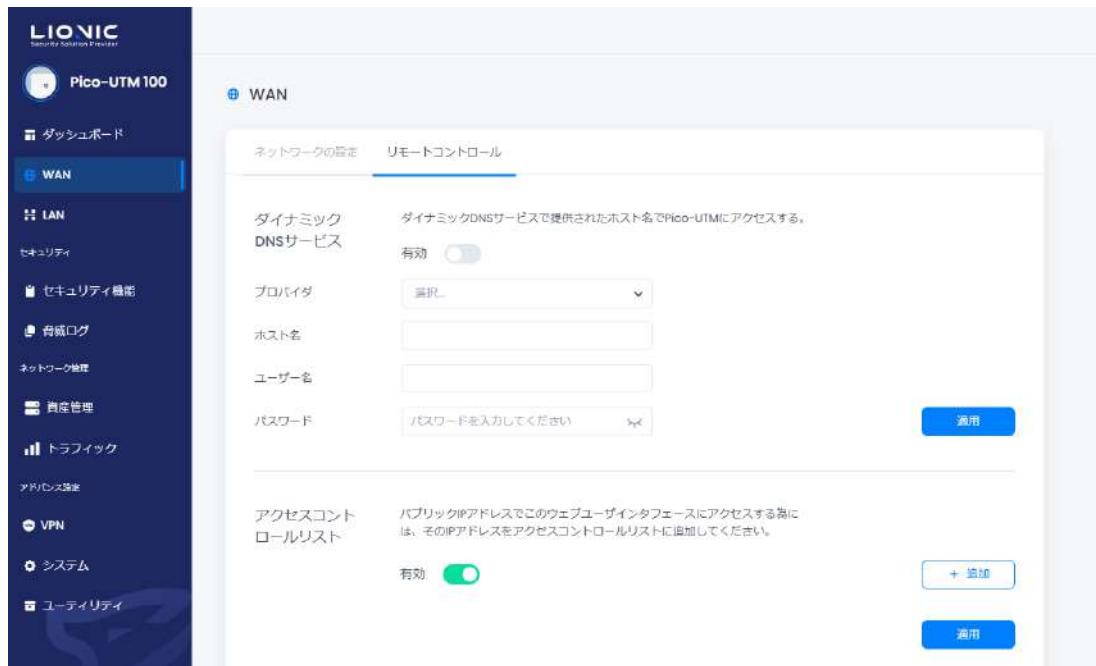 LIONIC
Security Solution Provider
Pico-UTM 100
ダッシュボード
WAN
LAN
セキュリティ
セキュリティ機能
脅威ログ
ネットワーク管理
資産管理
トラフィック
アドバンス設定
VPN
システム
ユーティリティ
WAN
ネットワークの設定 リモートコントロール
ダイナミック
DNSサービス
ダイナミックDNSサービスで提供されたホスト名でPico-UTMにアクセスする。
有効
プロバイダ
選択...
ホスト名
ユーザー名
パスワード
パスワードを入力してください
適用
アクセスコント
ロールリスト
パブリックIPアドレスでこのウェブユーザインタフェースにアクセスする為に
は、そのIPアドレスをアクセスコントロールリストに追加してください。
有効
+ 追加
適用